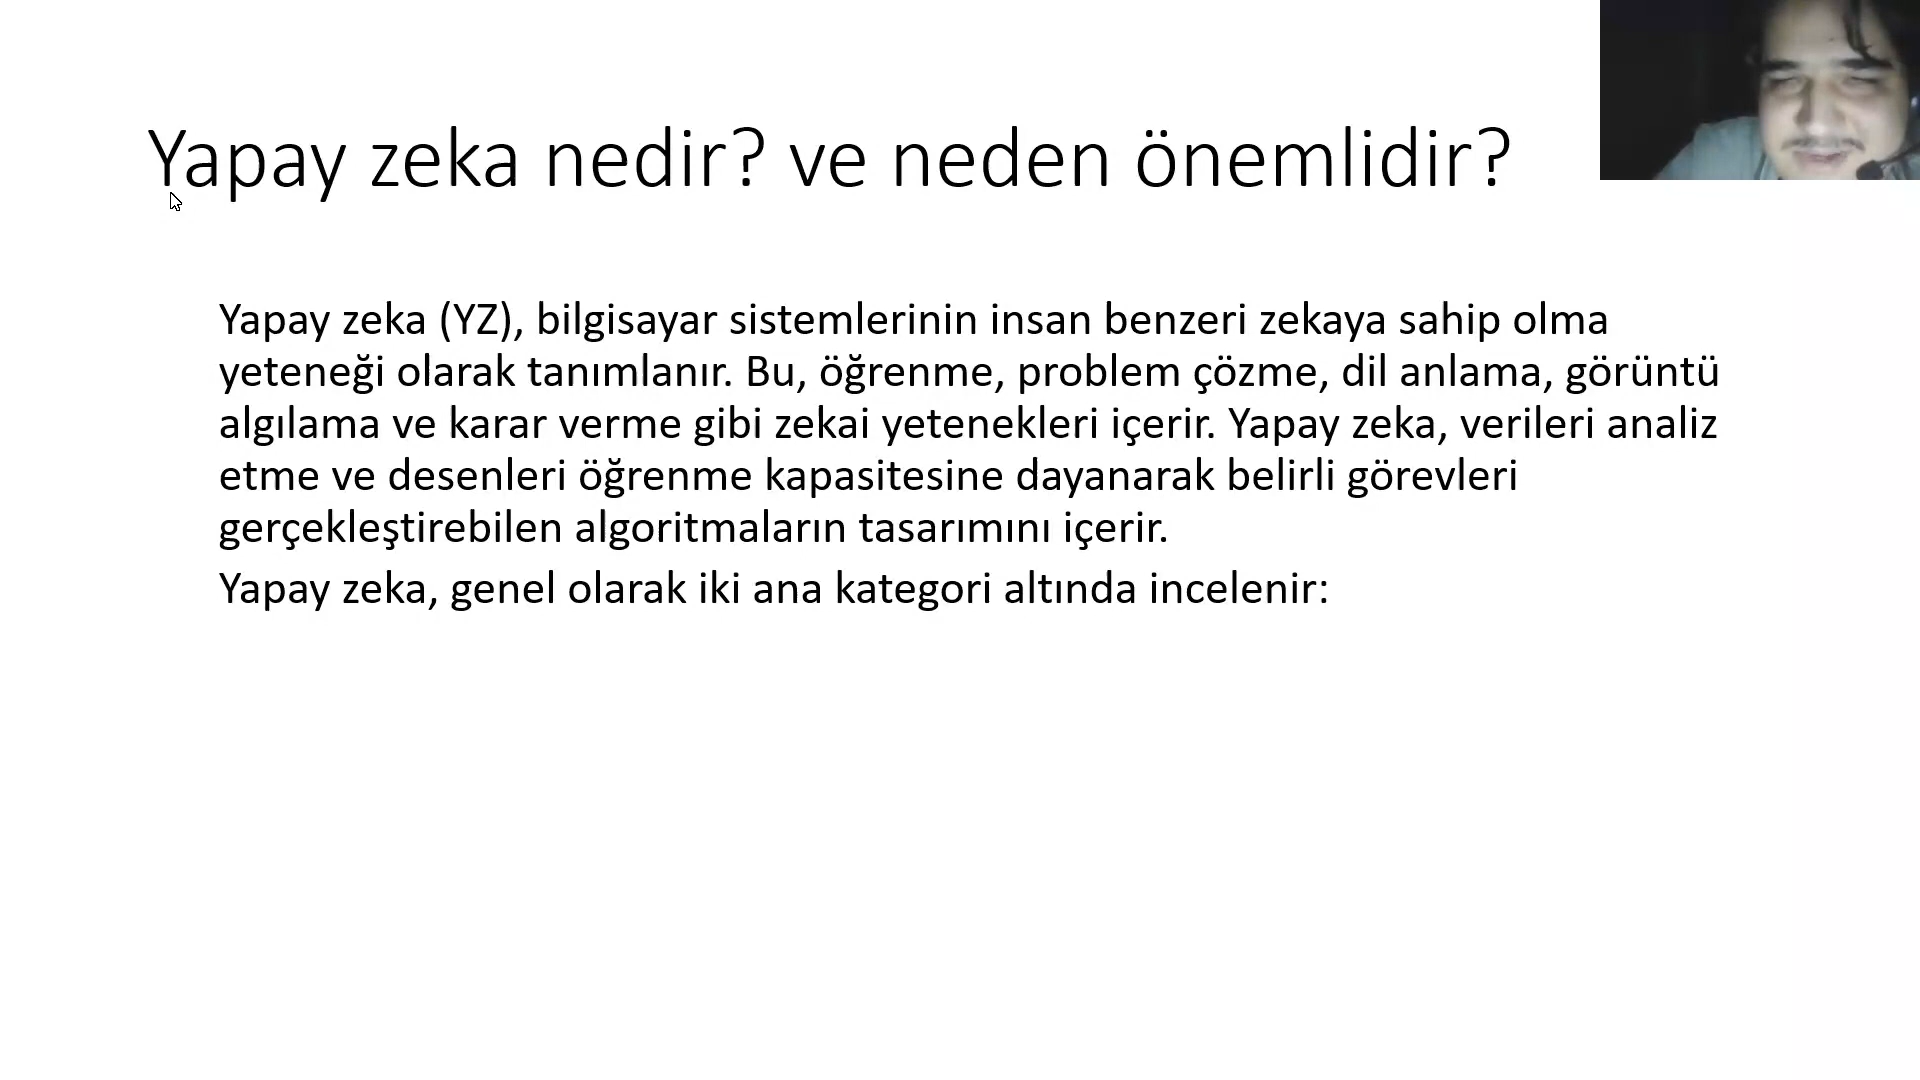 Yapay zeka nedir? ve neden önemlidir?
Yapay zeka (YZ), bilgisayar sistemlerinin insan benzeri zekaya sahip olma
yeteneği olarak tanımlanır. Bu, öğrenme, problem çözme, dil anlama, görüntü
algılama ve karar verme gibi zekai yetenekleri içerir. Yapay zeka, verileri analiz
etme ve desenleri öğrenme kapasitesine dayanarak belirli görevleri
gerçekleştirebilen algoritmaların tasarımını içerir.
Yapay zeka, genel olarak iki ana kategori altında incelenir: